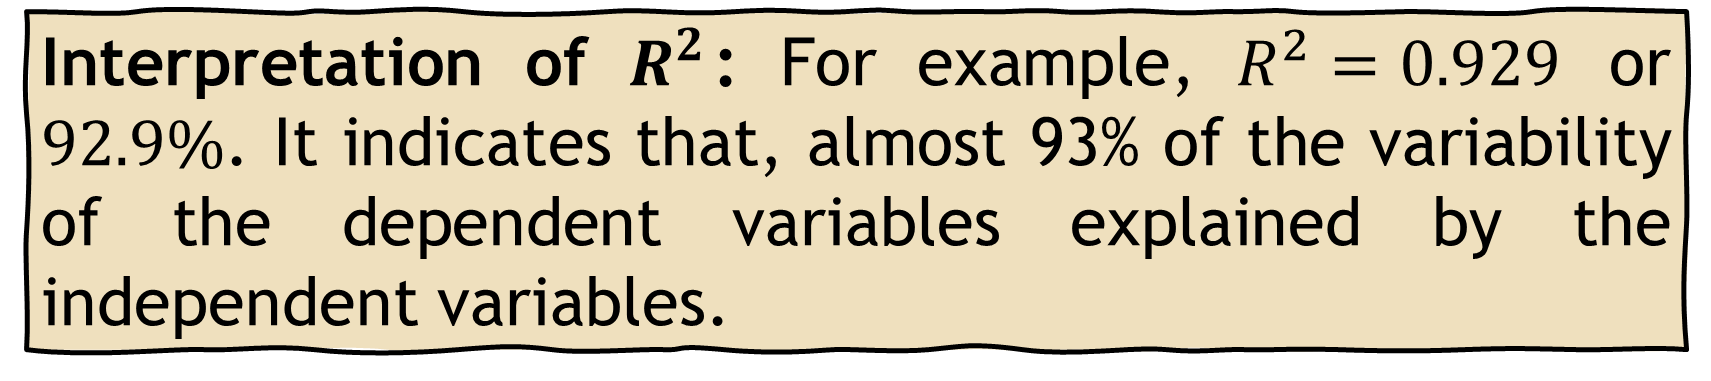 Interpretation of R²: For example, R² = 0.929 or
92.9%. It indicates that, almost 93% of the variability
of the dependent variables explained by the
independent variables.